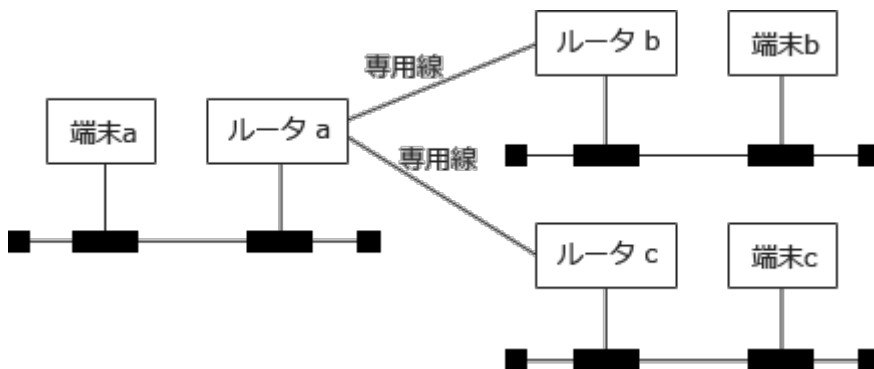 端末a
ルータ a
専用線
専用線
ルータ b
端末b
ルータ c
端末c